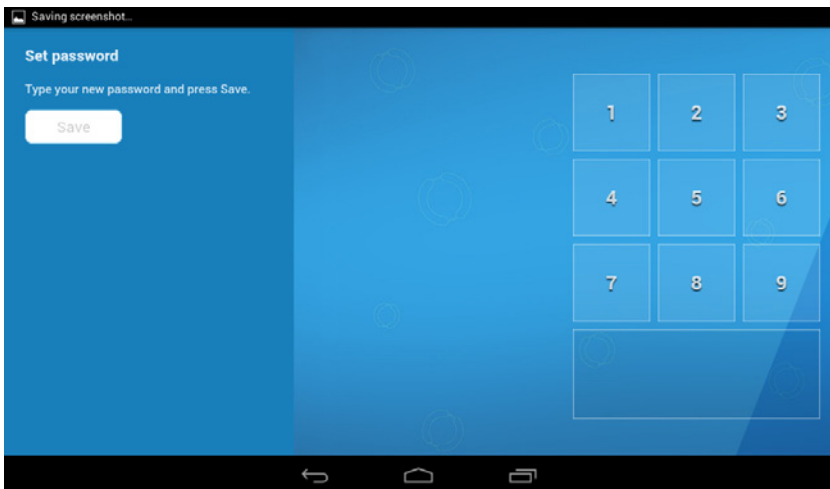 Saving screenshot...
Set password
Type your new password and press Save.
Save
1 2 3
4 5 6
7 8 9